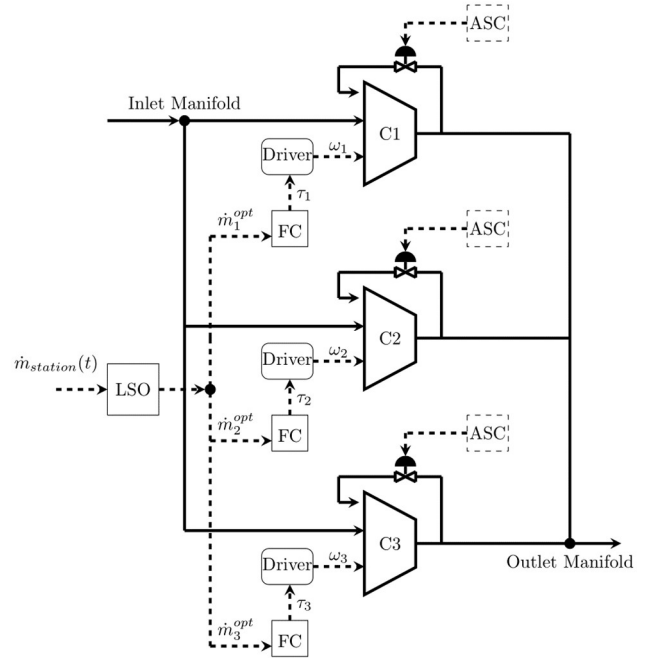 ASC
Inlet Manifold
C1
Driver
ω₁
τ₁
ṁ₁ᵒᵖᵗ
FC
ASC
C2
ṁ_station(t)
Driver
ω₂
LSO
τ₂
ṁ₂ᵒᵖᵗ
FC
ASC
C3
Outlet Manifold
Driver
ω₃
τ₃
ṁ₃ᵒᵖᵗ
FC